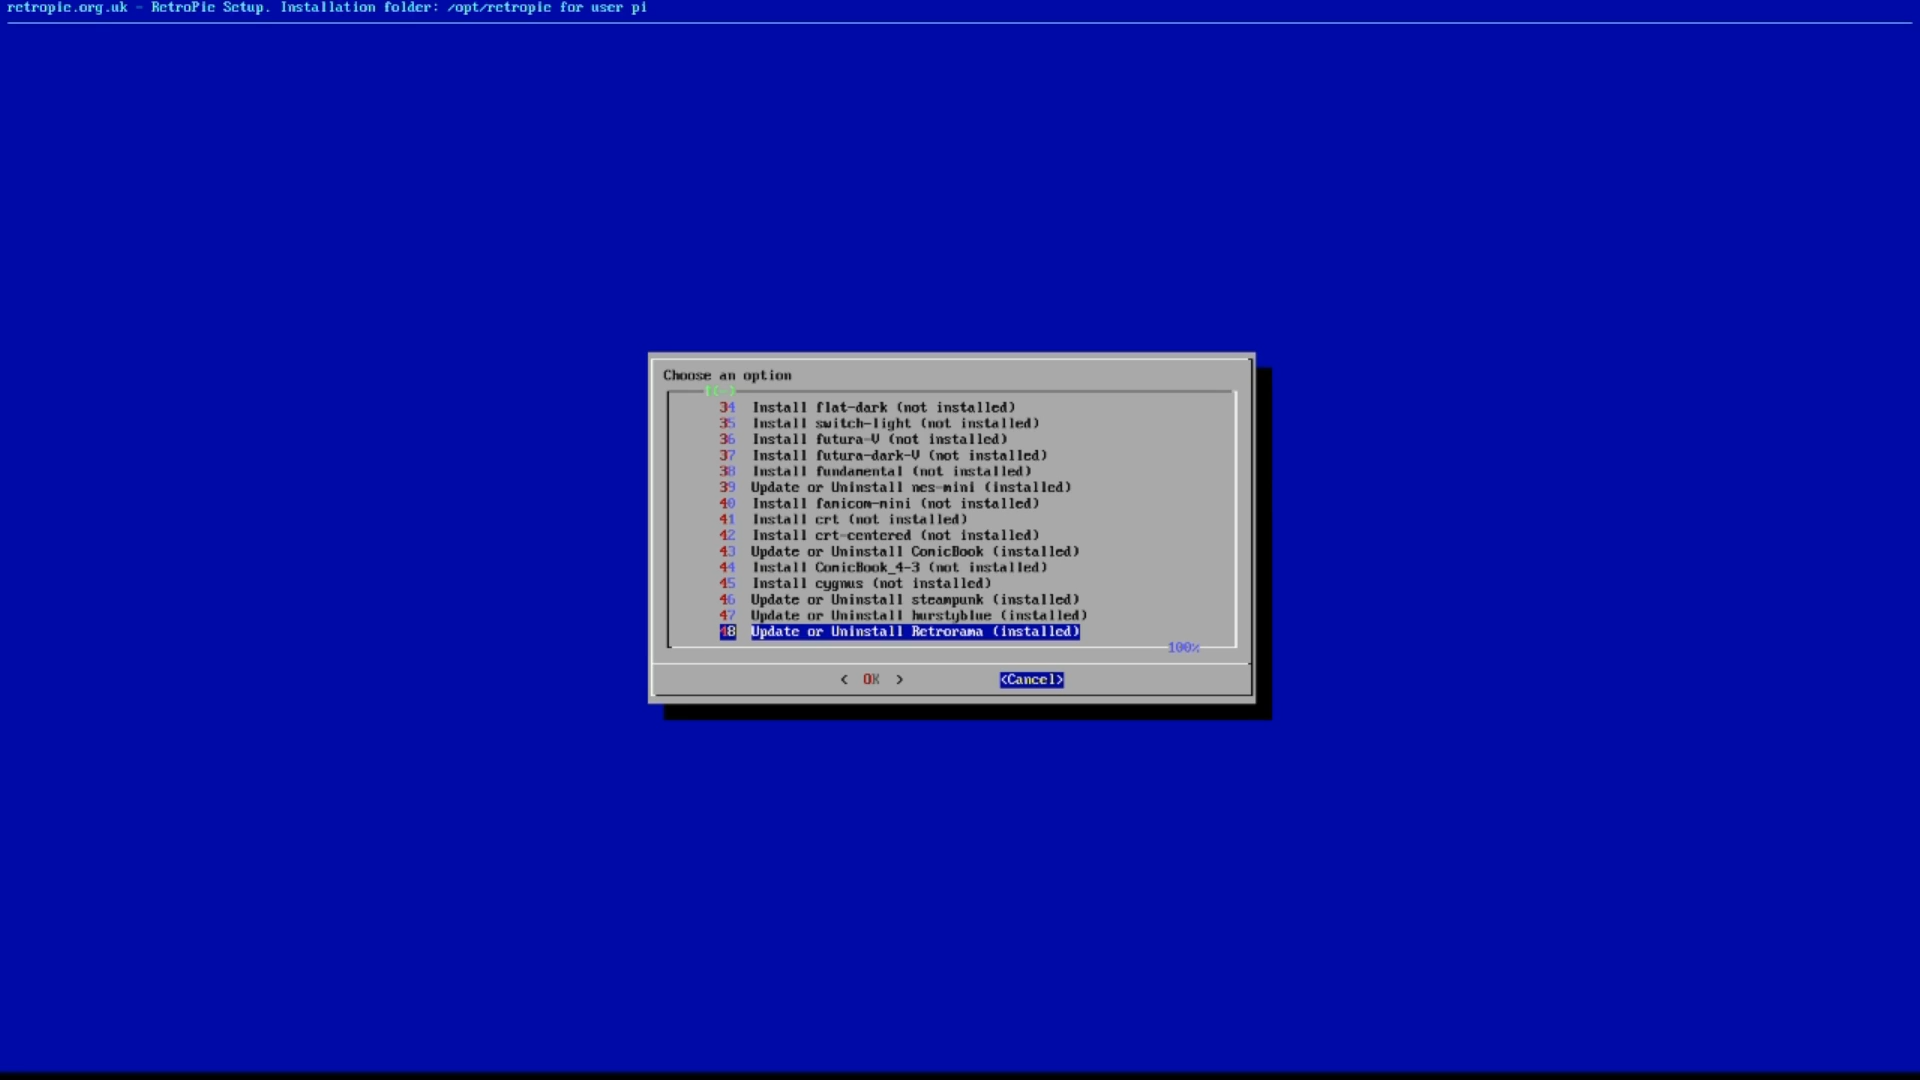 retropie.org.uk - RetroPie Setup. Installation folder: /opt/retropie for user pi
Choose an option
↑(-)
34 Install flat-dark (not installed)
35 Install switch-light (not installed)
36 Install futura-V (not installed)
37 Install futura-dark-V (not installed)
38 Install fundamental (not installed)
39 Update or Uninstall nes-mini (installed)
40 Install famicom-mini (not installed)
41 Install crt (not installed)
42 Install crt-centered (not installed)
43 Update or Uninstall ComicBook (installed)
44 Install ComicBook_4-3 (not installed)
45 Install cygnus (not installed)
46 Update or Uninstall steampunk (installed)
47 Update or Uninstall hurstyblue (installed)
48 Update or Uninstall Retrorama (installed)
100%
< OK > <Cancel>